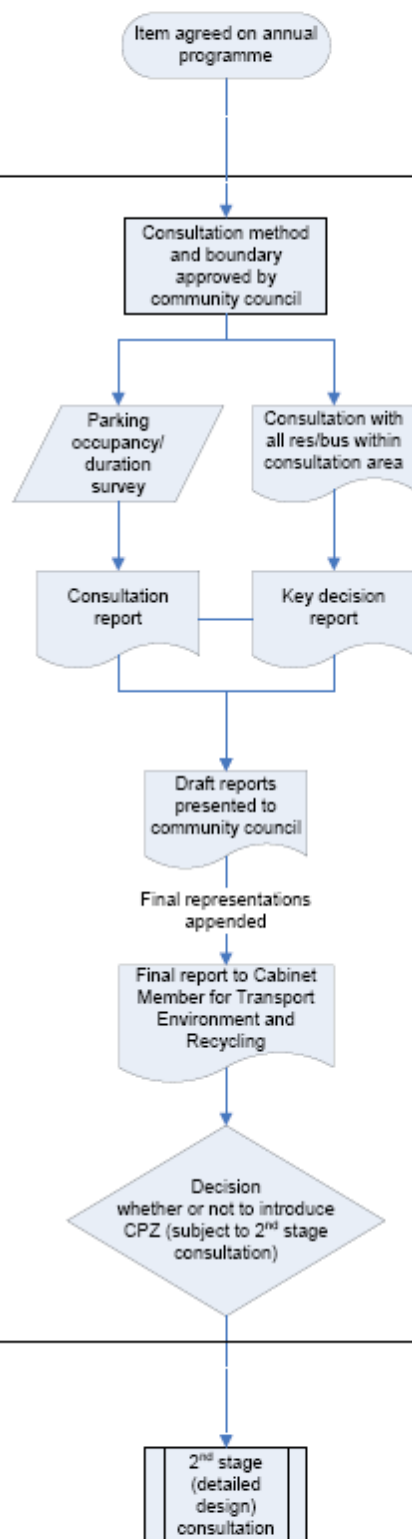 Item agreed on annual
programme
Consultation method
and boundary
approved by
community council
Parking
occupancy/
duration
survey
Consultation with
all res/bus within
consultation area
Consultation
report
Key decision
report
Draft reports
presented to
community council
Final representations
appended
Final report to Cabinet
Member for Transport
Environment and
Recycling
Decision
whether or not to introduce
CPZ (subject to 2nd stage
consultation)
2nd stage
(detailed
design)
consultation